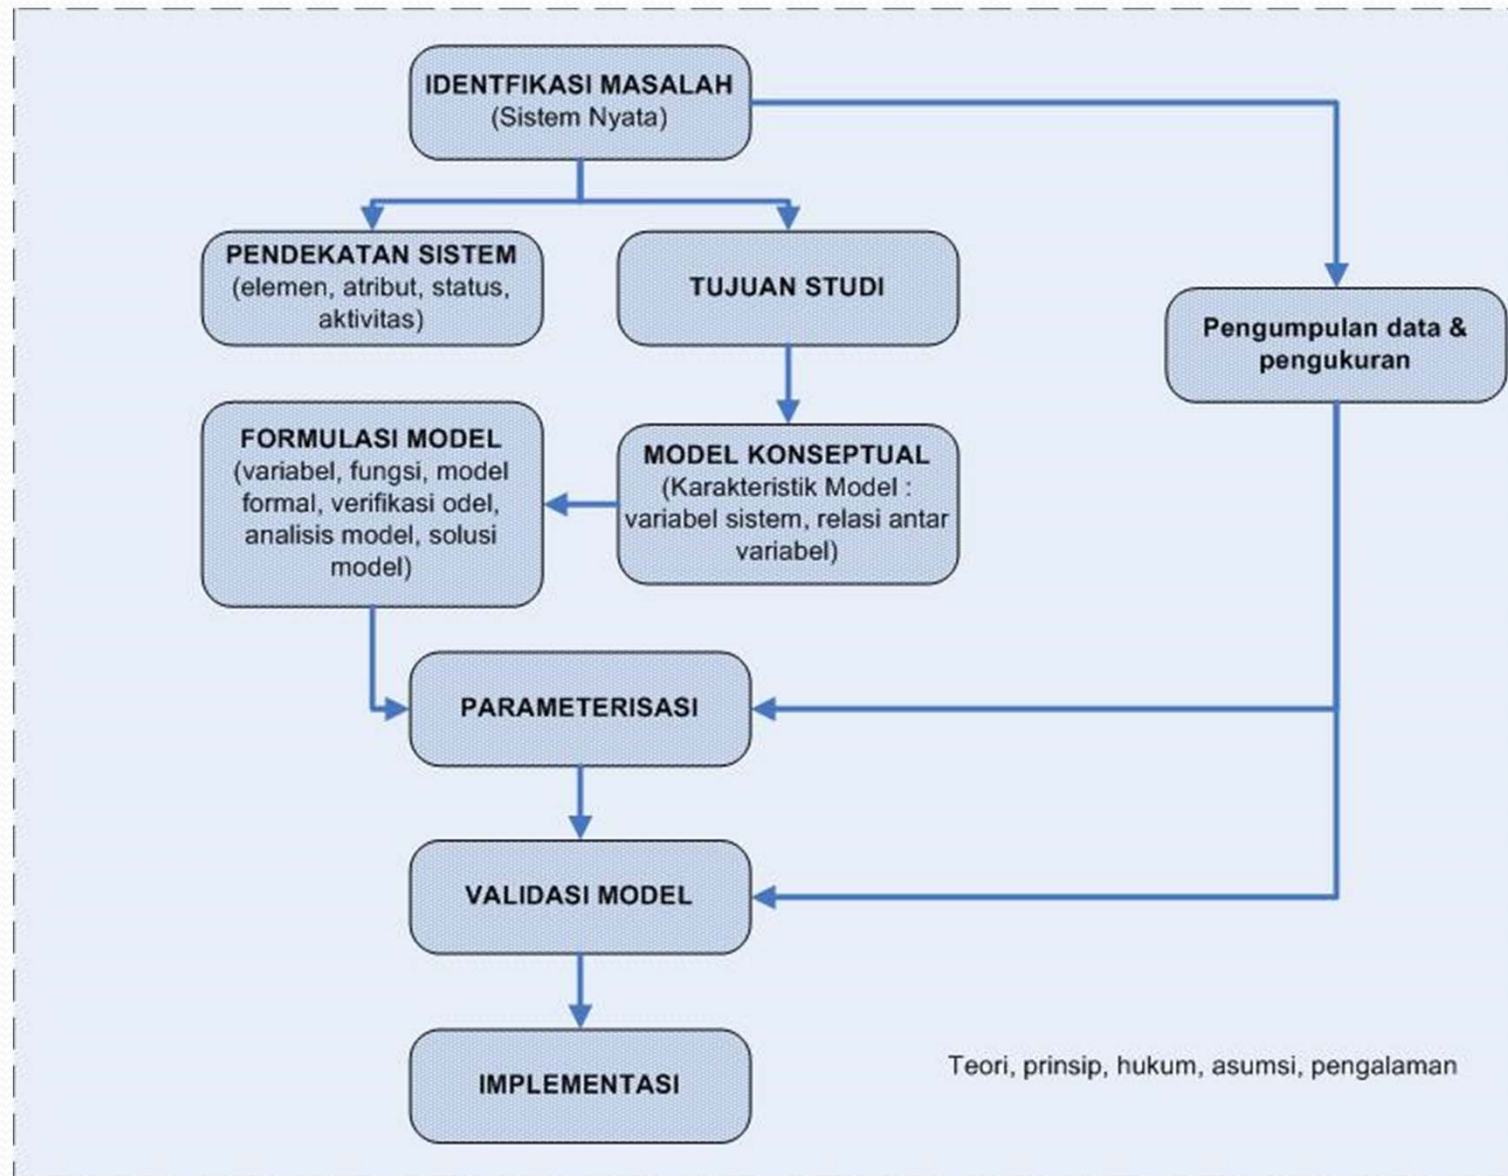 IDENTFIKASI MASALAH
(Sistem Nyata)
PENDEKATAN SISTEM
(elemen, atribut, status,
aktivitas)
TUJUAN STUDI
Pengumpulan data &
pengukuran
FORMULASI MODEL
(variabel, fungsi, model
formal, verifikasi odel,
analisis model, solusi
model)
MODEL KONSEPTUAL
(Karakteristik Model :
variabel sistem, relasi antar
variabel)
PARAMETERISASI
VALIDASI MODEL
IMPLEMENTASI
Teori, prinsip, hukum, asumsi, pengalaman